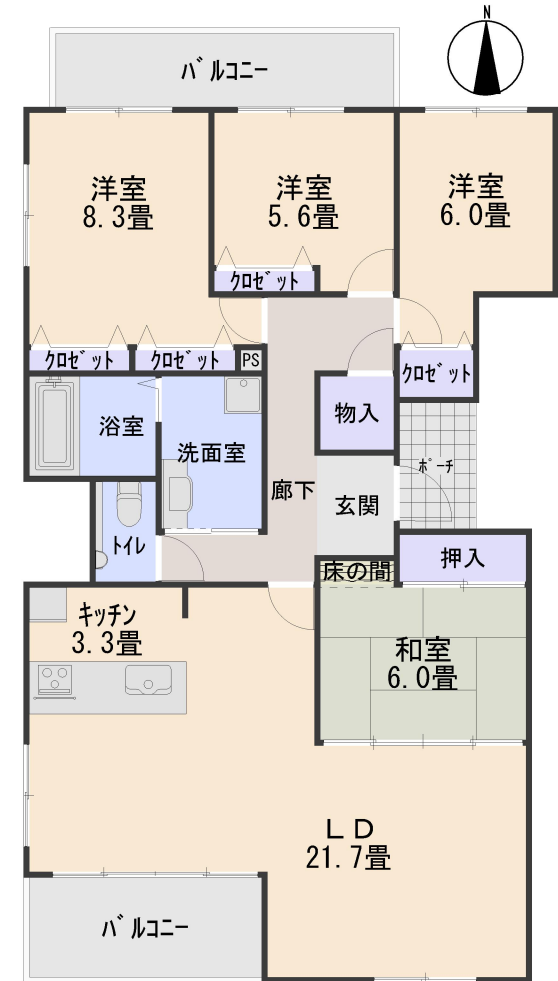 N
バルコニー
洋室
8.3畳
洋室
5.6畳
洋室
6.0畳
クロゼット
クロゼット
クロゼット
PS
クロゼット
浴室
洗面室
物入
ポーチ
廊下
玄関
トイレ
床の間
押入
キッチン
3.3畳
和室
6.0畳
LD
21.7畳
バルコニー